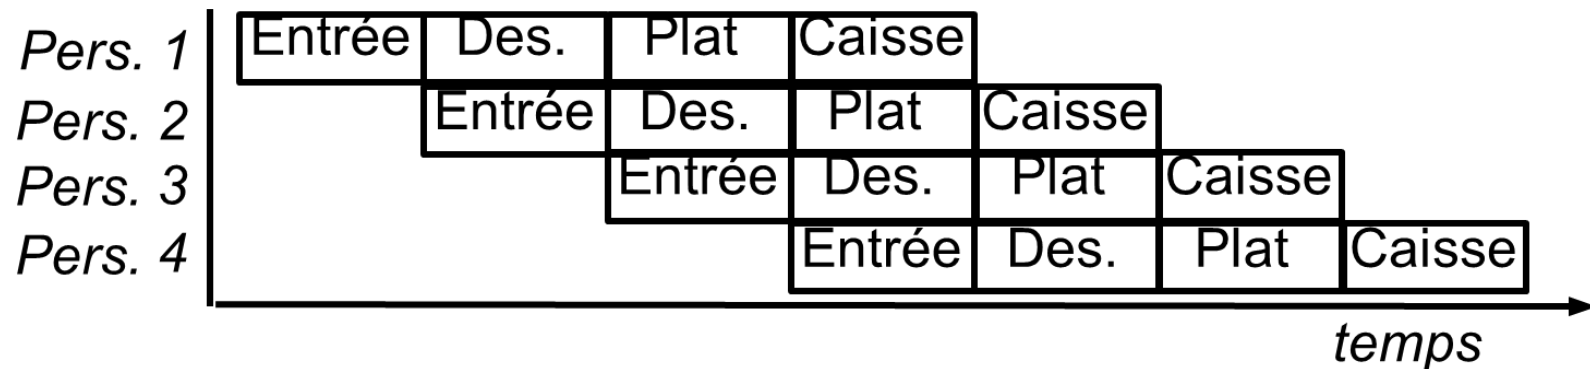 Pers. 1 Entrée Des. Plat Caisse
Pers. 2 Entrée Des. Plat Caisse
Pers. 3 Entrée Des. Plat Caisse
Pers. 4 Entrée Des. Plat Caisse
temps